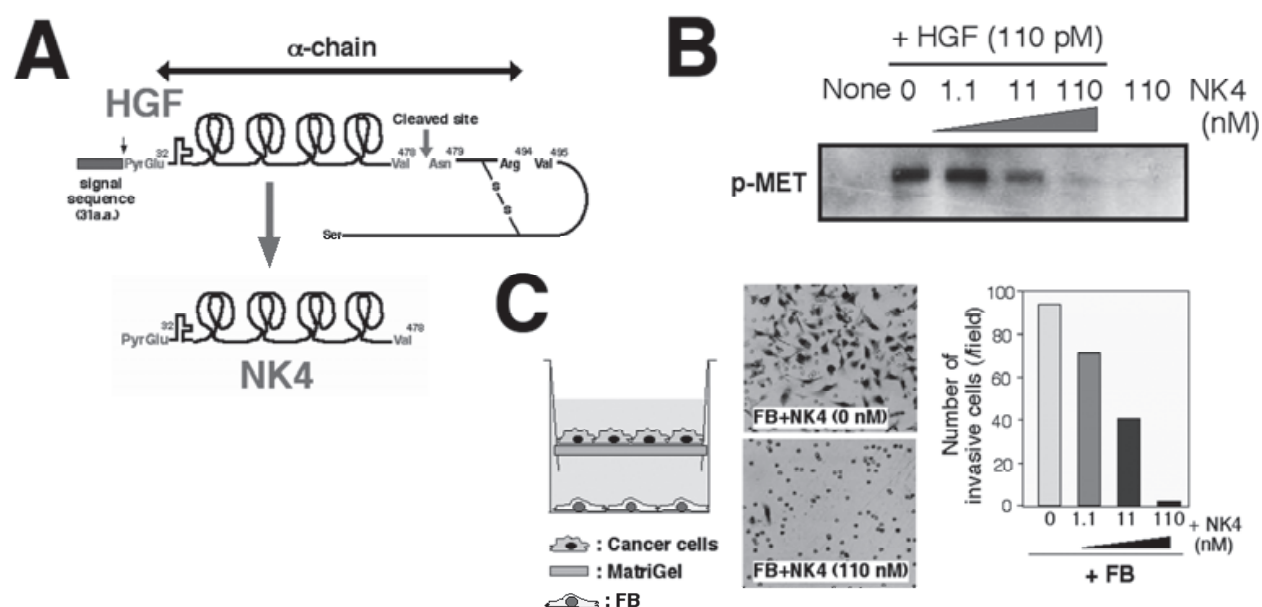 A
α-chain
HGF
Cleaved site
PyrGlu 32
Val 478
Asn 479
Arg 494
Val 495
signal
sequence
(31a.a.)
S
S
Ser
PyrGlu 32
Val 478
NK4
B
+ HGF (110 pM)
None 0 1.1 11 110 110 NK4
(nM)
p-MET
C
: Cancer cells
: MatriGel
: FB
FB+NK4 (0 nM)
FB+NK4 (110 nM)
Number of
invasive cells (/field)
100
80
60
40
20
0
0 1.1 11 110 + NK4
(nM)
+ FB